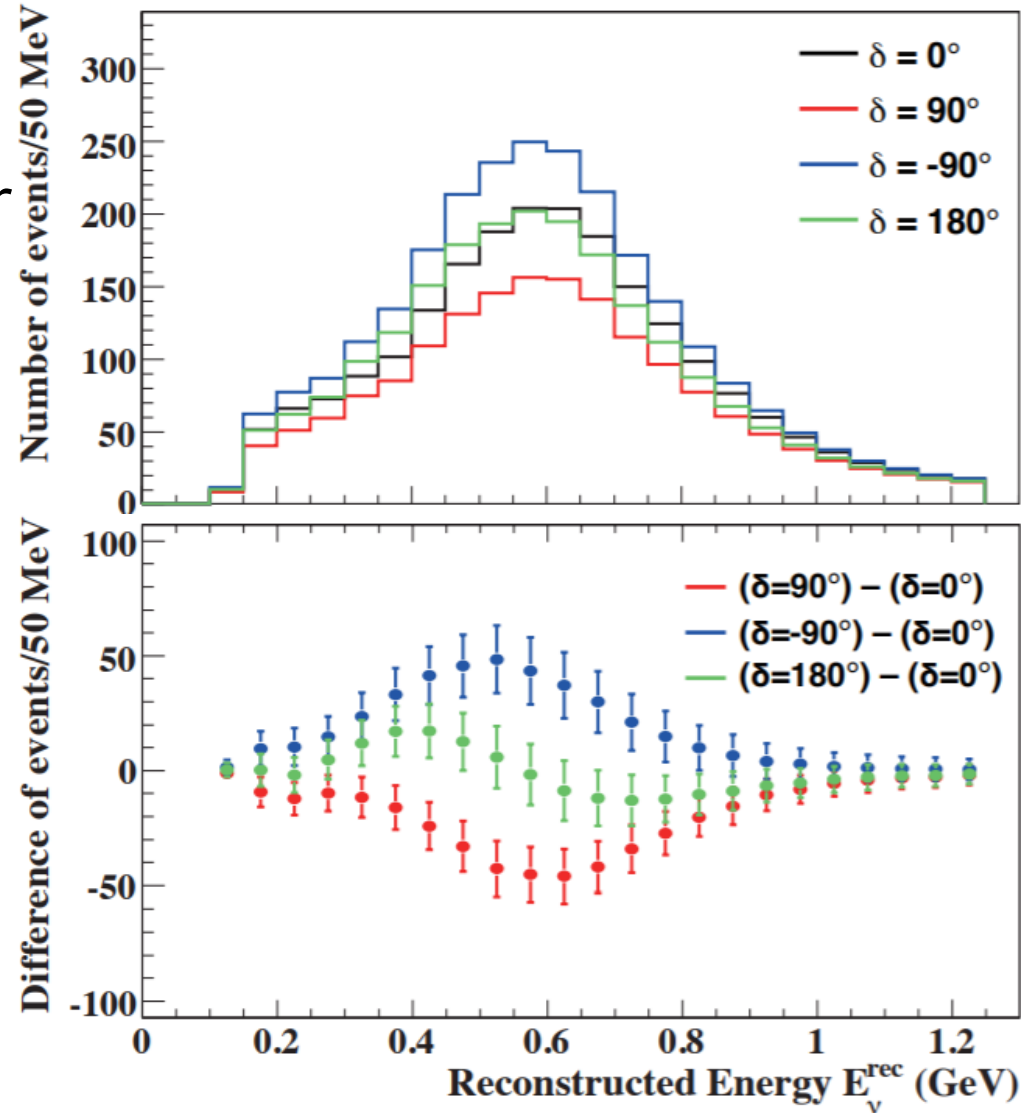 Number of events/50 MeV
300
250
200
150
100
50
0
δ = 0°
δ = 90°
δ = -90°
δ = 180°
Difference of events/50 MeV
100
50
0
-50
-100
(δ=90°) – (δ=0°)
(δ=-90°) – (δ=0°)
(δ=180°) – (δ=0°)
0 0.2 0.4 0.6 0.8 1 1.2
Reconstructed Energy E_ν^rec (GeV)